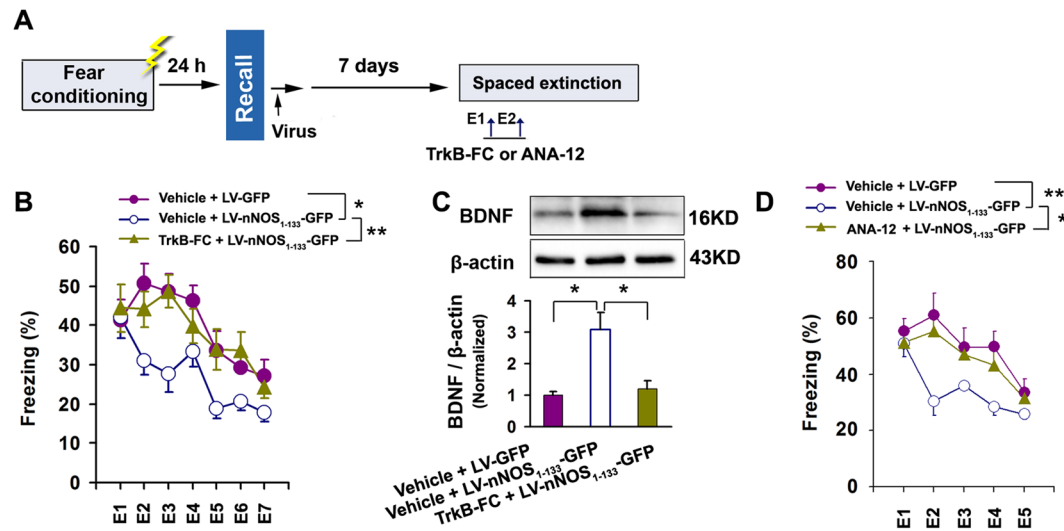 A
Fear
conditioning
24 h
Recall
Virus
7 days
Spaced extinction
E1 E2
TrkB-FC or ANA-12
B
Vehicle + LV-GFP
Vehicle + LV-nNOS1-133-GFP
TrkB-FC + LV-nNOS1-133-GFP
*
**
Freezing (%)
60
50
40
30
20
10
0
E1 E2 E3 E4 E5 E6 E7
C
BDNF
16KD
β-actin
43KD
BDNF / β-actin
(Normalized)
4
3
2
1
0
* *
Vehicle + LV-GFP
Vehicle + LV-nNOS1-133-GFP
TrkB-FC + LV-nNOS1-133-GFP
D
Vehicle + LV-GFP
Vehicle + LV-nNOS1-133-GFP
ANA-12 + LV-nNOS1-133-GFP
**
*
Freezing (%)
80
60
40
20
0
E1 E2 E3 E4 E5